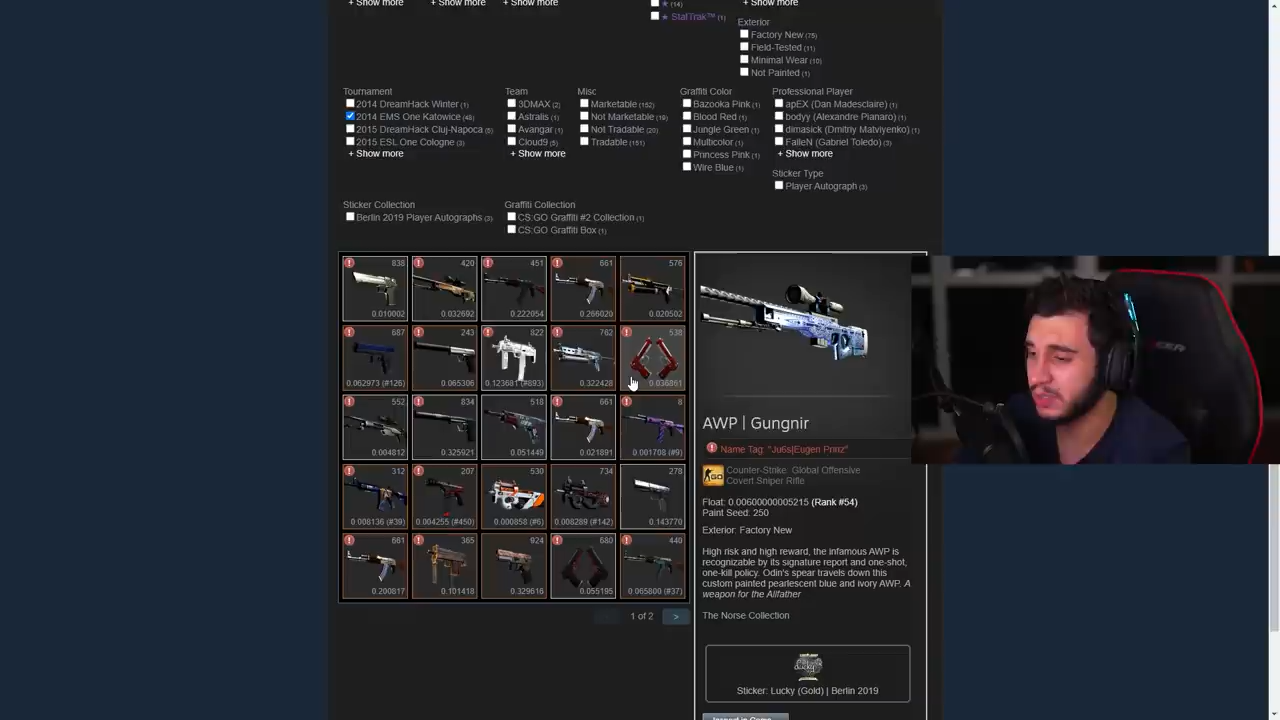 + Show more
+ Show more
+ Show more
★ (14)
★ StatTrak™ (1)
+ Show more
Exterior
Factory New (75)
Field-Tested (11)
Minimal Wear (10)
Not Painted (1)
Tournament
2014 DreamHack Winter (1)
2014 EMS One Katowice (48)
2015 DreamHack Cluj-Napoca (6)
2015 ESL One Cologne (3)
+ Show more
Team
3DMAX (2)
Astralis (1)
Avangar (1)
Cloud9 (5)
+ Show more
Misc
Marketable (152)
Not Marketable (19)
Not Tradable (20)
Tradable (151)
Graffiti Color
Bazooka Pink (1)
Blood Red (1)
Jungle Green (1)
Multicolor (1)
Princess Pink (1)
Wire Blue (1)
Professional Player
apEX (Dan Madesclaire) (1)
bodyy (Alexandre Pianaro) (1)
dimasick (Dmitriy Matviyenko) (1)
FalleN (Gabriel Toledo) (3)
+ Show more
Sticker Type
Player Autograph (3)
Sticker Collection
Berlin 2019 Player Autographs (3)
Graffiti Collection
CS:GO Graffiti #2 Collection (1)
CS:GO Graffiti Box (1)
838 420 451 661 576
0.010002 0.032692 0.222054 0.266020 0.020502
687 243 822 762 538
0.062973 (#126) 0.065306 0.123681 (#893) 0.322428 0.036861
552 834 518 661 8
0.004812 0.325921 0.051449 0.021891 0.001708 (#9)
312 207 530 734 278
0.008136 (#39) 0.004255 (#450) 0.000858 (#6) 0.008289 (#142) 0.143770
661 365 924 680 440
0.200817 0.101418 0.329616 0.055195 0.065800 (#37)
1 of 2 >
AWP | Gungnir
Name Tag: "Ju6s|Eugen Prinz"
Counter-Strike: Global Offensive
Covert Sniper Rifle
Float: 0.00600000005215 (Rank #54)
Paint Seed: 250
Exterior: Factory New
High risk and high reward, the infamous AWP is
recognizable by its signature report and one-shot,
one-kill policy. Odin's spear travels down this
custom painted pearlescent blue and ivory AWP. A
weapon for the Allfather
The Norse Collection
Sticker: Lucky (Gold) | Berlin 2019
Inspect in Game...